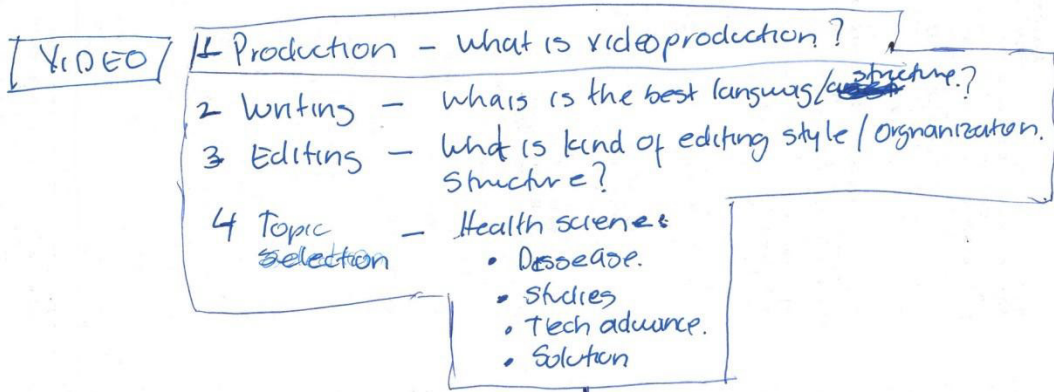 VIDEO
1 Production - What is videoproduction?
2 Writing - Whais is the best languag/structure.?
3 Editing - What is kind of editing style/orgnanization.
structure?
4 Topic - Health science
selection
• Dessease.
• Studies
• Tech advance.
• Solution